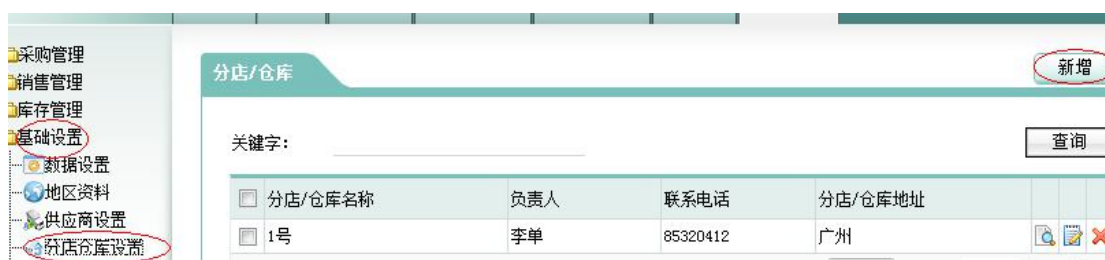 采购管理
销售管理
库存管理
基础设置
数据设置
地区资料
供应商设置
分店仓库设置
分店/仓库
新增
关键字:
查询
分店/仓库名称 负责人 联系电话 分店/仓库地址
1号 李单 85320412 广州